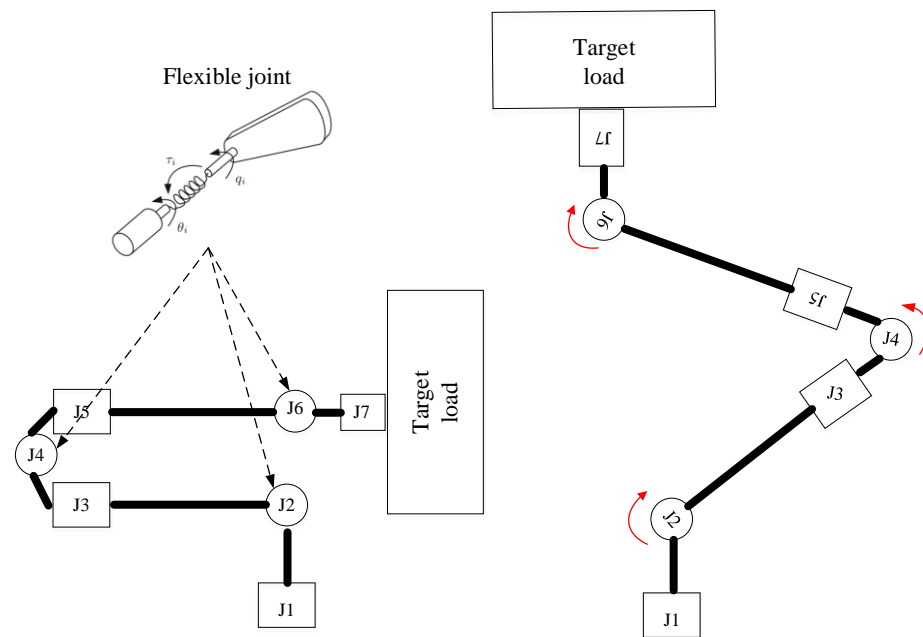 Flexible joint
τᵢ
qᵢ
θᵢ
J5
J6
J7
J4
J3
J2
J1
Target
load
Target
load
J7
J6
J5
J4
J3
J2
J1